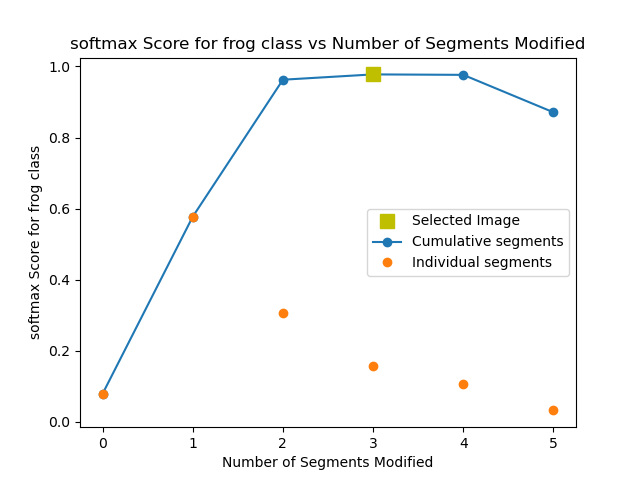 softmax Score for frog class vs Number of Segments Modified
1.0
0.8
0.6
0.4
0.2
0.0
softmax Score for frog class
Selected Image
Cumulative segments
Individual segments
0 1 2 3 4 5
Number of Segments Modified